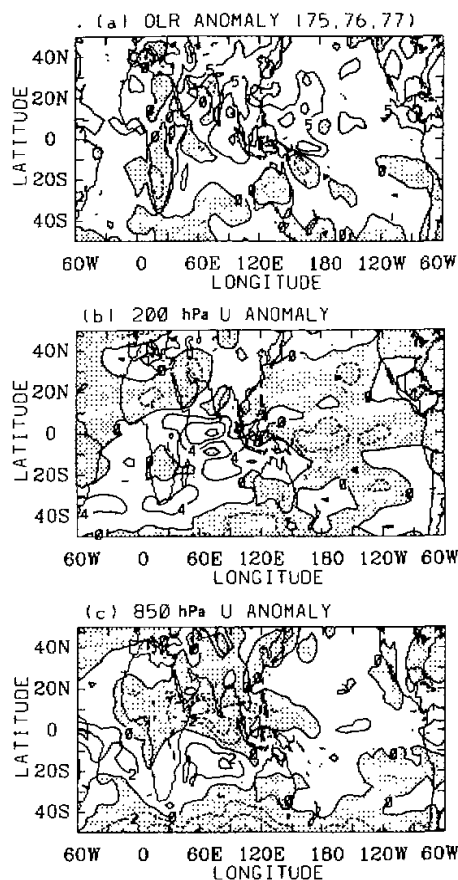 (a) OLR ANOMALY (75,76,77)
40N
20N
0
20S
40S
LATITUDE
60W 0 60E 120E 180 120W 60W
LONGITUDE
(b) 200 hPa U ANOMALY
40N
20N
0
20S
40S
LATITUDE
60W 0 60E 120E 180 120W 60W
LONGITUDE
(c) 850 hPa U ANOMALY
40N
20N
0
20S
40S
LATITUDE
60W 0 60E 120E 180 120W 60W
LONGITUDE